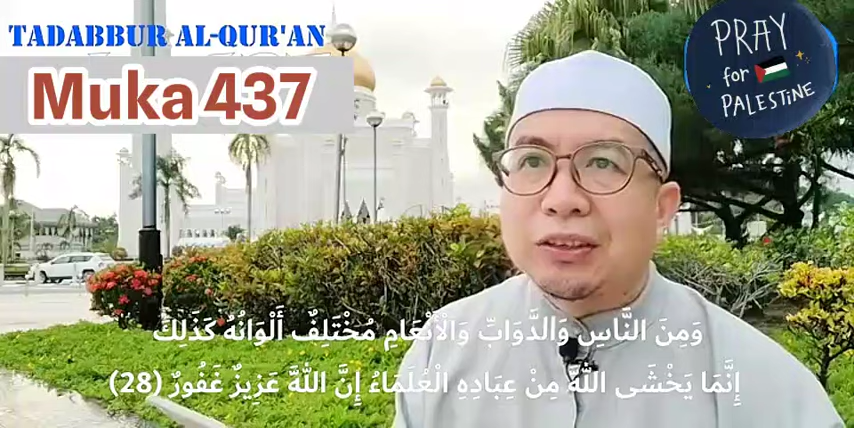 TADABBUR AL-QUR'AN
Muka 437
PRAY
for
PALESTINE
وَمِنَ النَّاسِ وَالدَّوَابِّ وَالْأَنْعَامِ مُخْتَلِفٌ أَلْوَانُهُ كَذَلِكَ
إِنَّمَا يَخْشَى اللَّهَ مِنْ عِبَادِهِ الْعُلَمَاءُ إِنَّ اللَّهَ عَزِيزٌ غَفُورٌ (28)